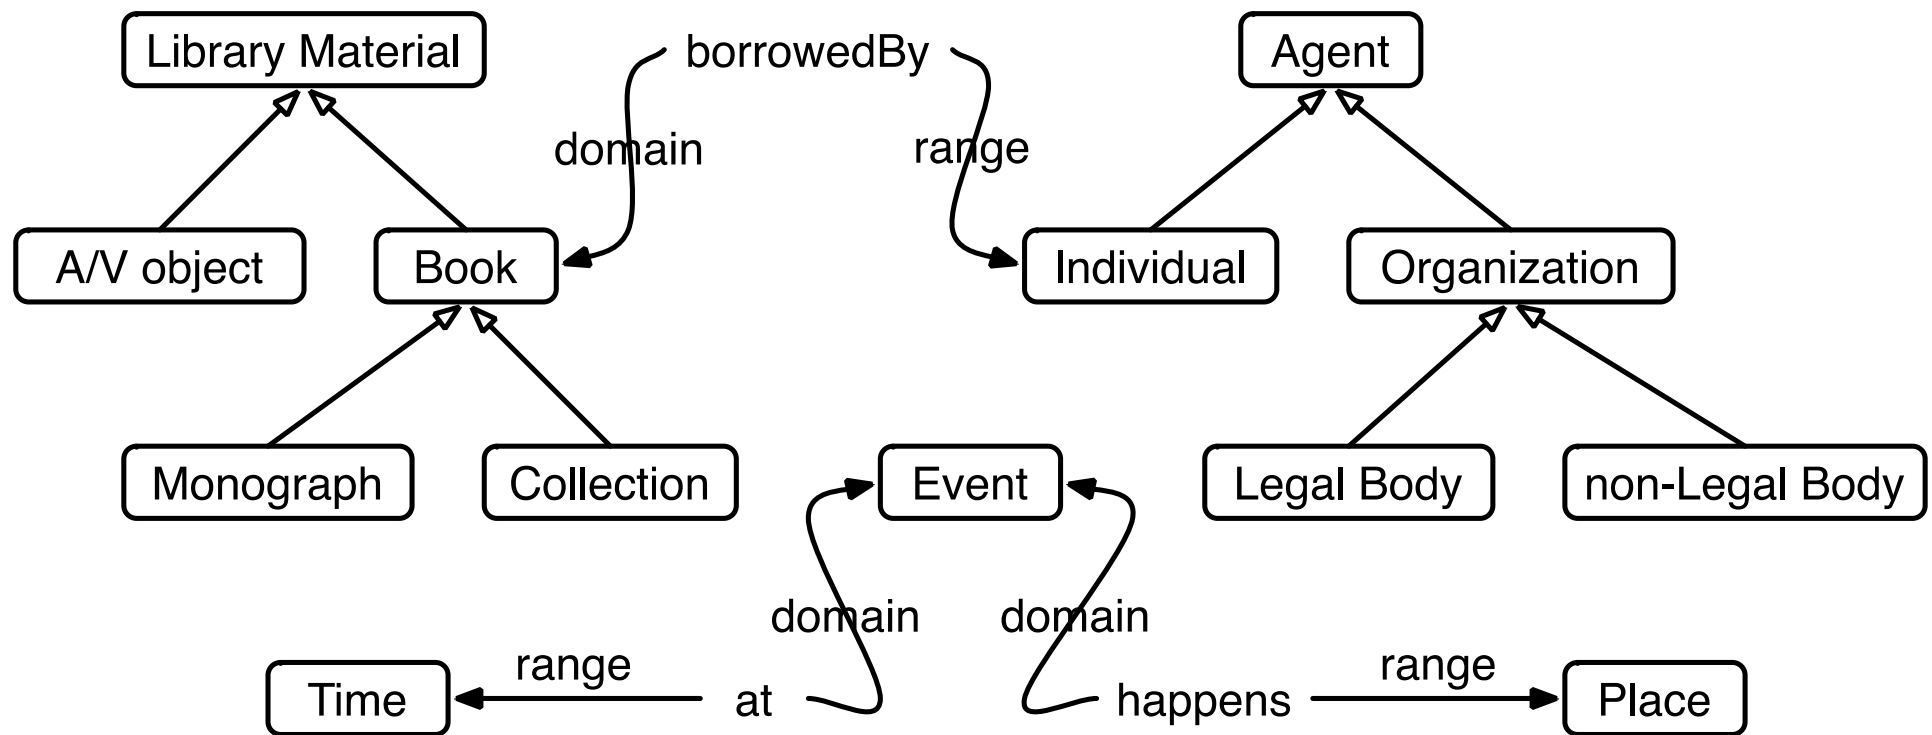 Library Material
borrowedBy
Agent
domain
range
A/V object
Book
Individual
Organization
Monograph
Collection
Event
Legal Body
non-Legal Body
domain
domain
range
range
Time
at
happens
Place